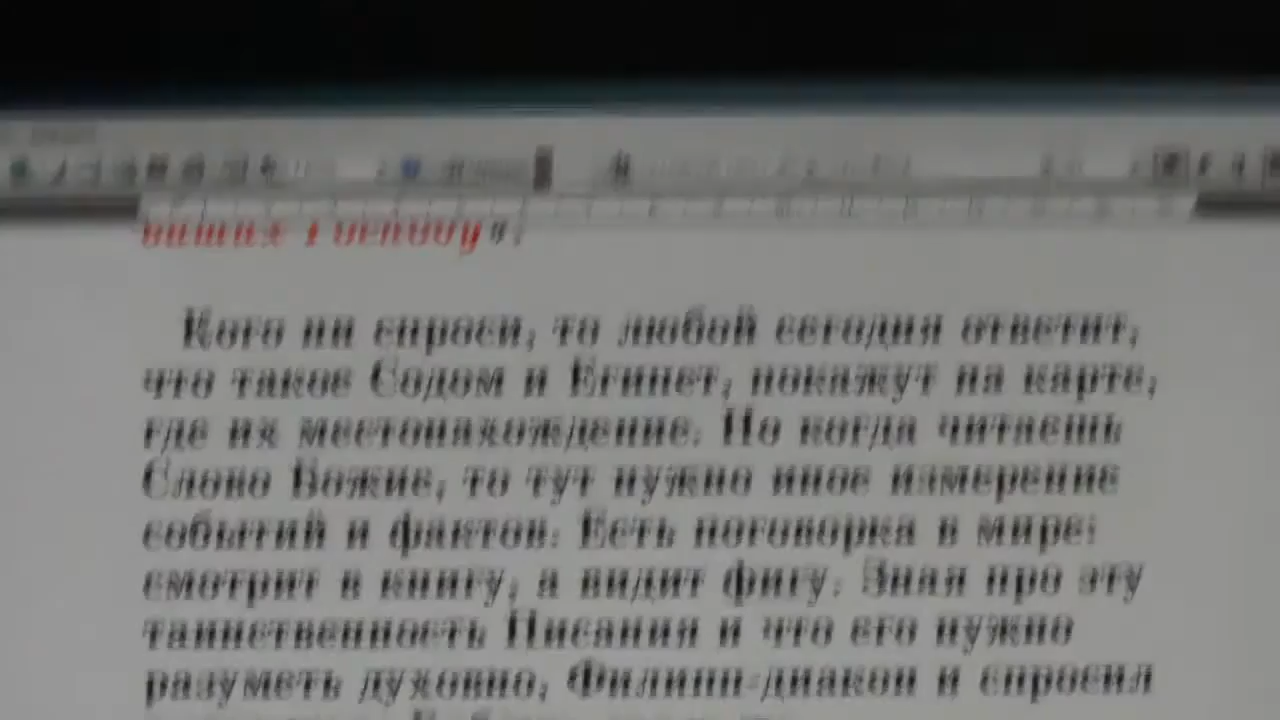 ваших Господу".
Кого ни спроси, то любой сегодня ответит,
что такое Содом и Египет, покажут на карте,
где их местонахождение. Но когда читаешь
Слово Божие, то тут нужно иное измерение
событий и фактов. Есть поговорка в мире:
смотрит в книгу, а видит фигу. Зная про эту
таинственность Писания и что его нужно
разуметь духовно, Филипп-диакон и спросил